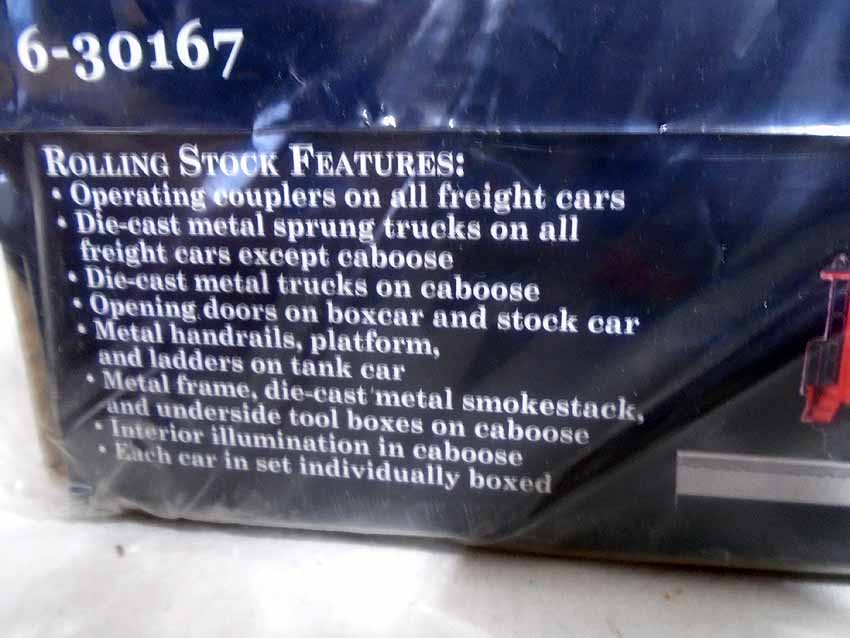 6-30167
ROLLING STOCK FEATURES:
• Operating couplers on all freight cars
• Die-cast metal sprung trucks on all
freight cars except caboose
• Die-cast metal trucks on caboose
• Opening doors on boxcar and stock car
• Metal handrails, platform,
and ladders on tank car
• Metal frame, die-cast metal smokestack,
and underside tool boxes on caboose
• Interior illumination in caboose
• Each car in set individually boxed